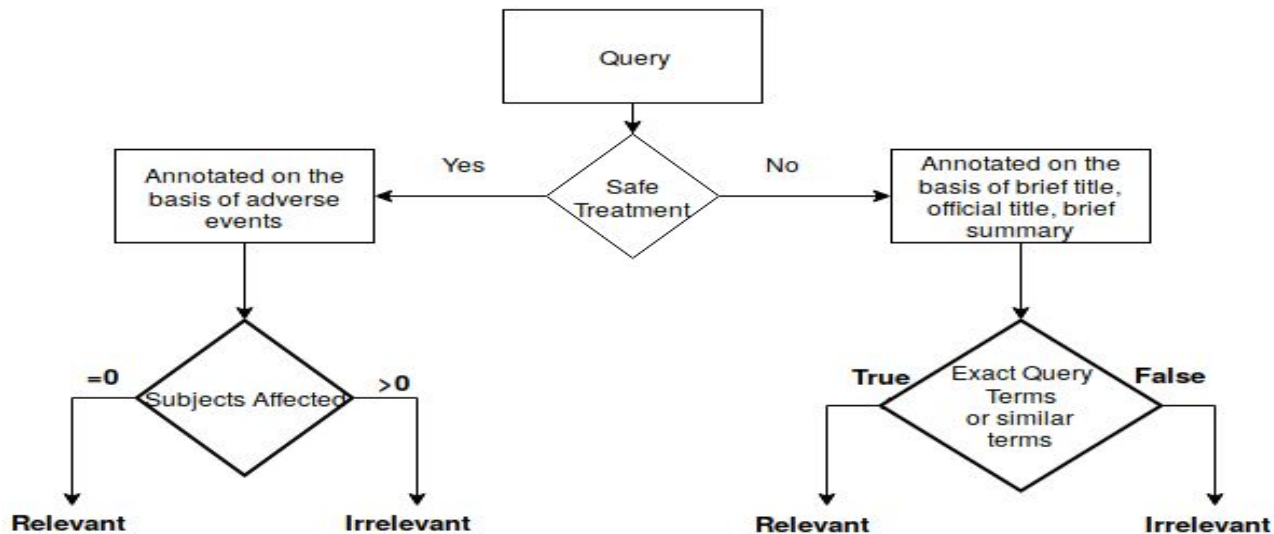 Query
Yes
No
Safe
Treatment
Annotated on the
basis of adverse
events
Annotated on the
basis of brief title,
official title, brief
summary
=0
Subjects Affected
>0
True
Exact Query
Terms
or similar
terms
False
Relevant
Irrelevant
Relevant
Irrelevant